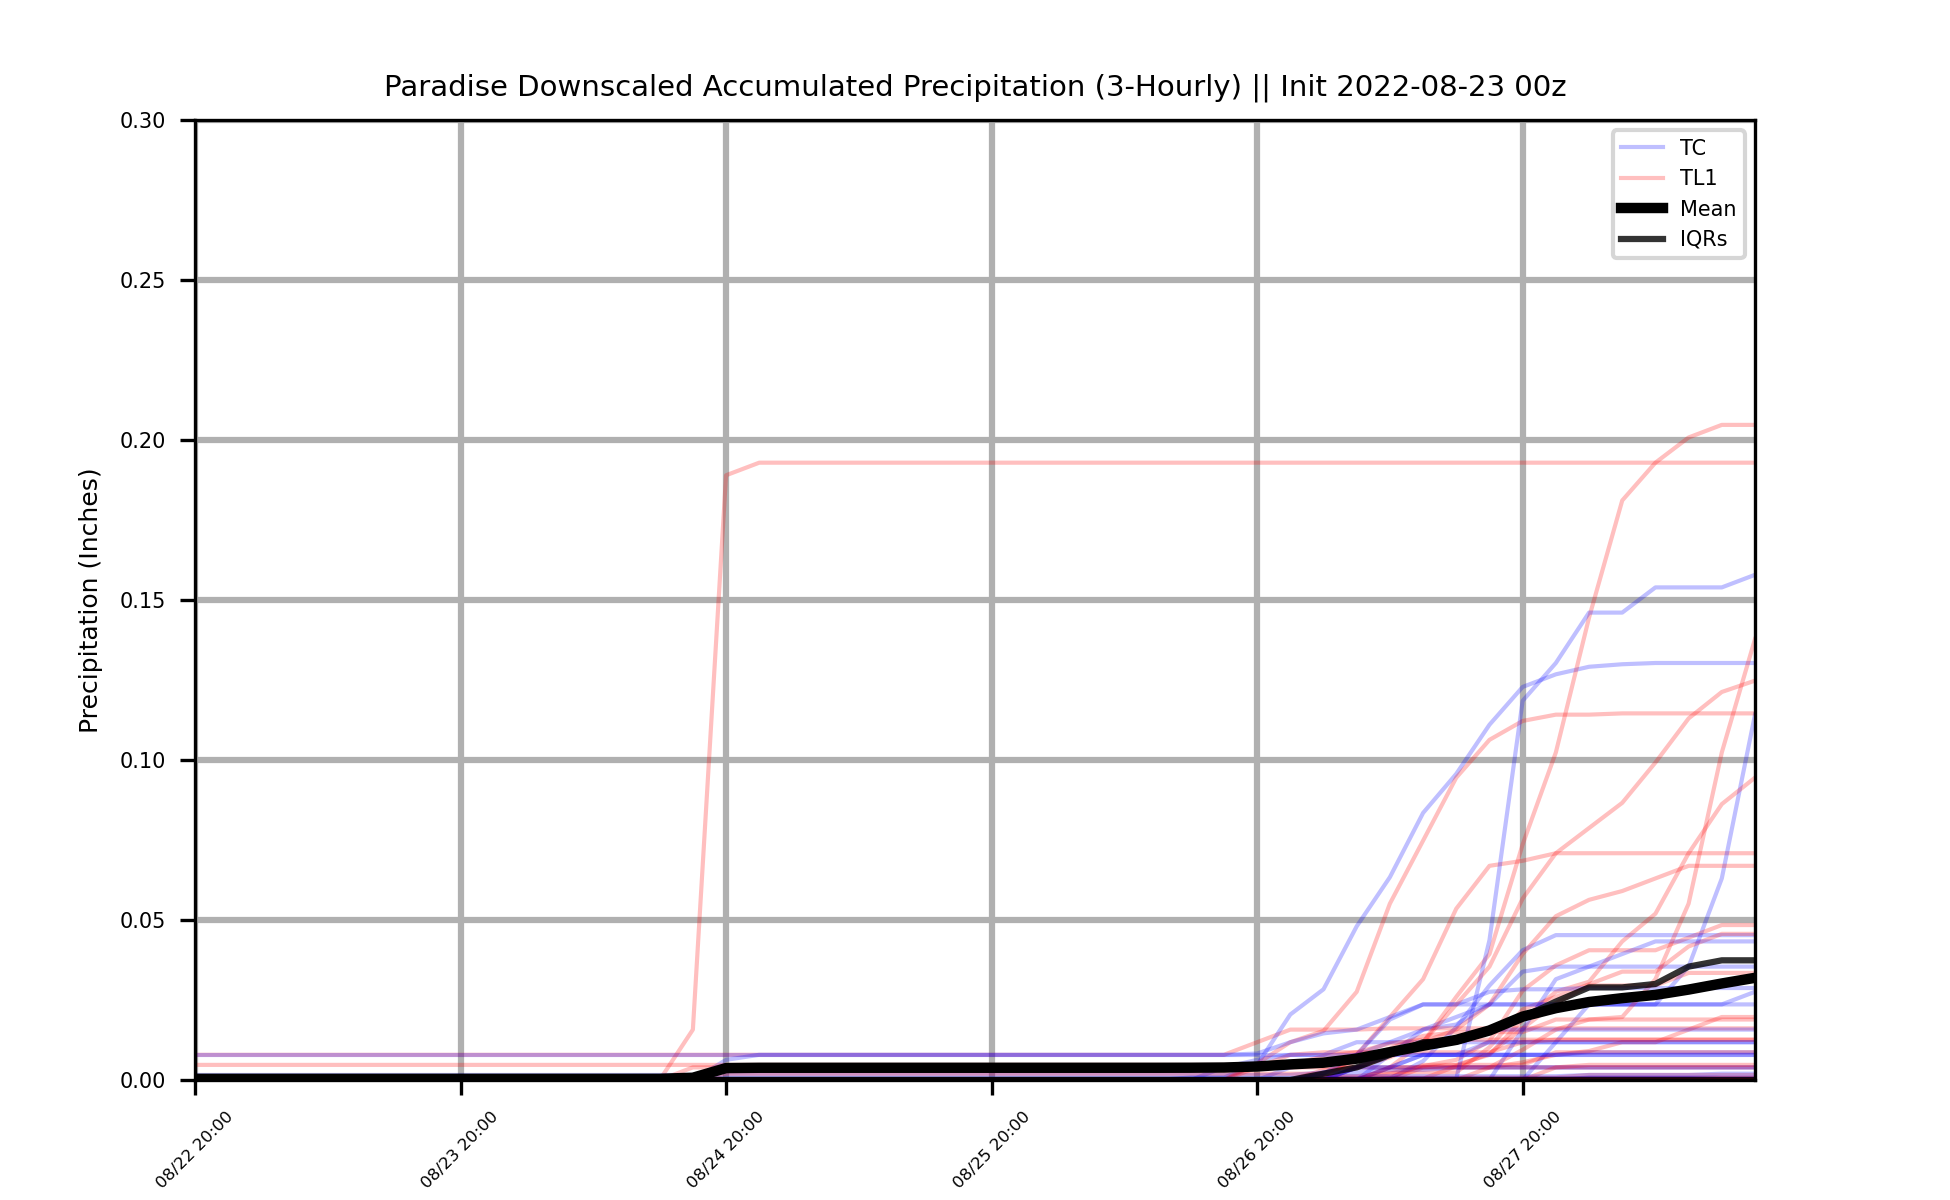 Paradise Downscaled Accumulated Precipitation (3-Hourly) || Init 2022-08-23 00z
0.30
0.25
0.20
0.15
0.10
0.05
0.00
Precipitation (Inches)
TC
TL1
Mean
IQRs
08/22 20:00
08/23 20:00
08/24 20:00
08/25 20:00
08/26 20:00
08/27 20:00